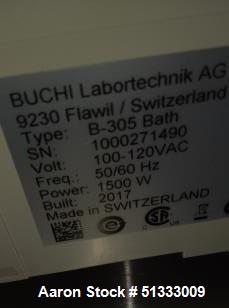 BUCHI Labortechnik AG
9230 Flawil / Switzerland
Type: B-305 Bath
SN: 1000271490
Volt: 100-120VAC
Freq.: 50/60 Hz
Power: 1500 W
Built: 2017
Made in SWITZERLAND
Aaron Stock # 51333009